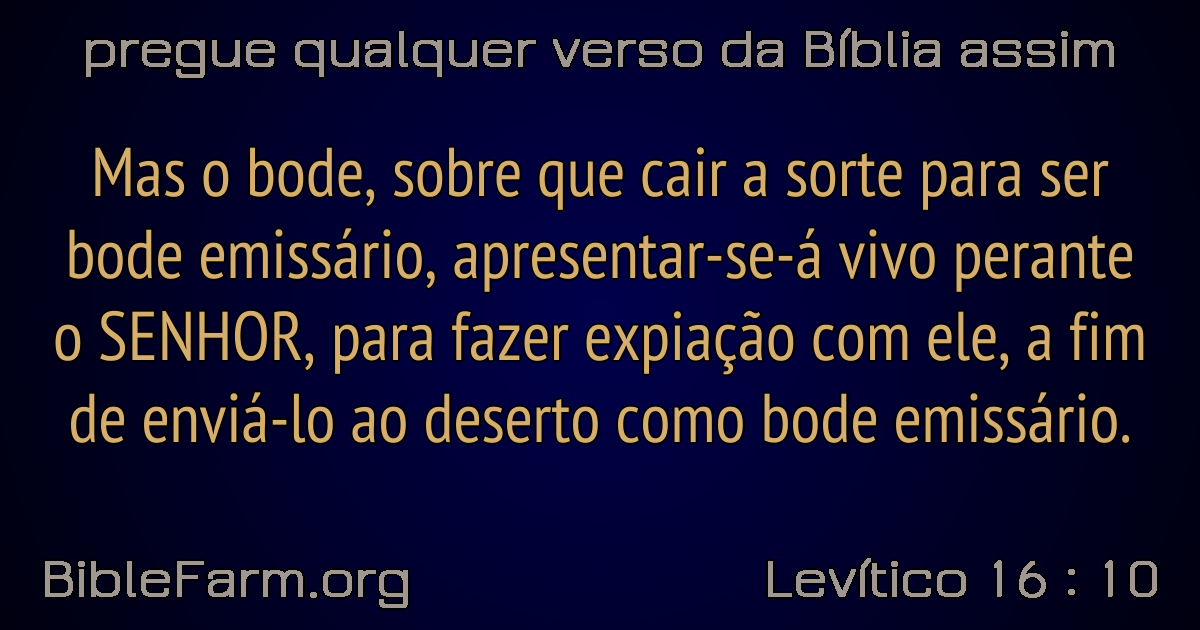 pregue qualquer verso da Bíblia assim
Mas o bode, sobre que cair a sorte para ser
bode emissário, apresentar-se-á vivo perante
o SENHOR, para fazer expiação com ele, a fim
de enviá-lo ao deserto como bode emissário.
BibleFarm.org
Levítico 16 : 10